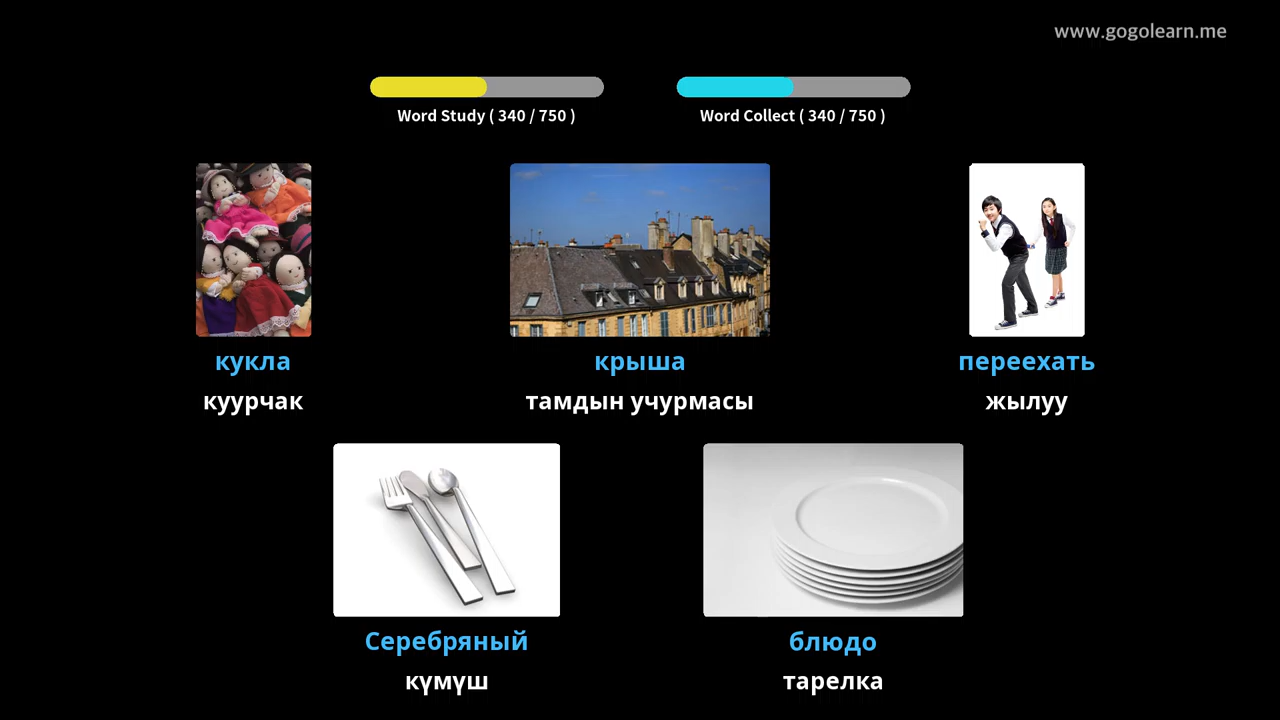 www.gogolearn.me
Word Study ( 340 / 750 )
Word Collect ( 340 / 750 )
кукла
куурчак
крыша
тамдын учурмасы
переехать
жылуу
Серебряный
күмүш
блюдо
тарелка